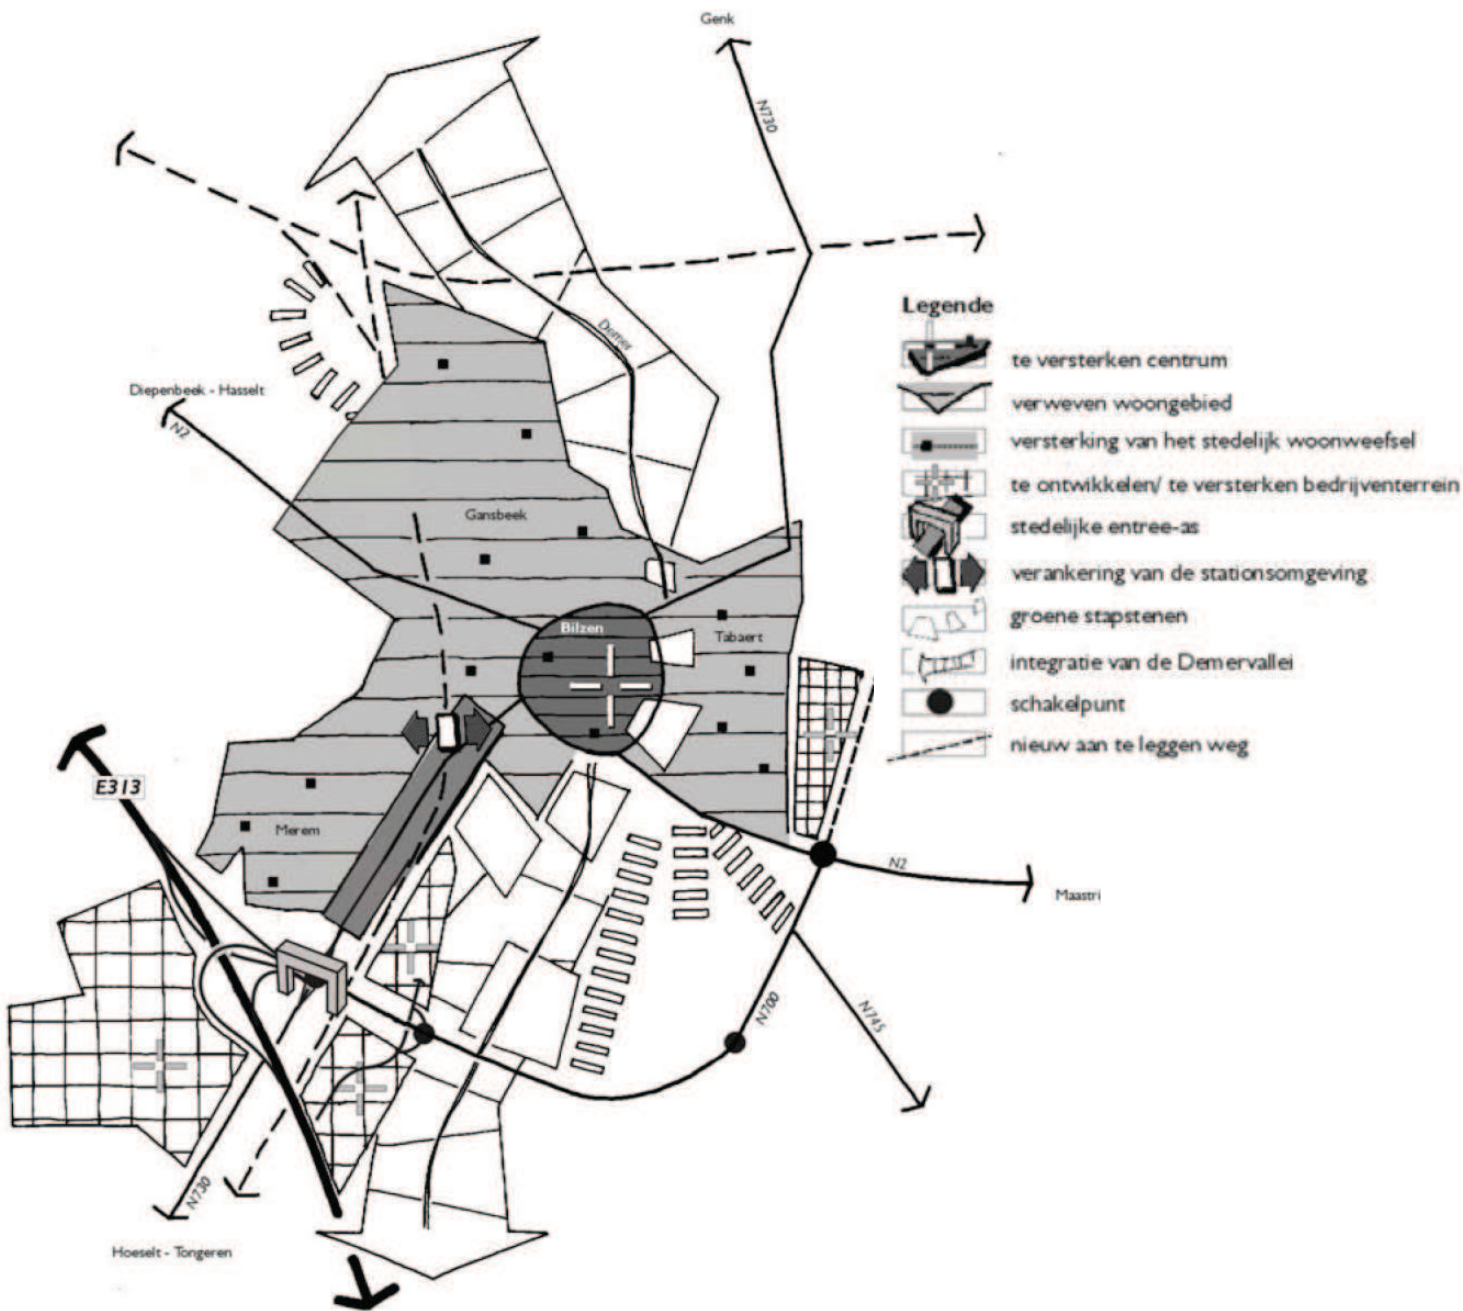 Genk
N730
Legende
te versterken centrum
verweven woongebied
versterking van het stedelijk woonweefsel
te ontwikkelen/ te versterken bedrijventerrein
stedelijke entree-as
verankering van de stationsomgeving
groene stapstenen
integratie van de Demervallei
schakelpunt
nieuw aan te leggen weg
Demer
Diepenbeek - Hasselt
N2
Gansbeek
Bilzen
Tabaert
E313
Merem
N2
Maastri
N700
N745
N730
Hoeselt - Tongeren